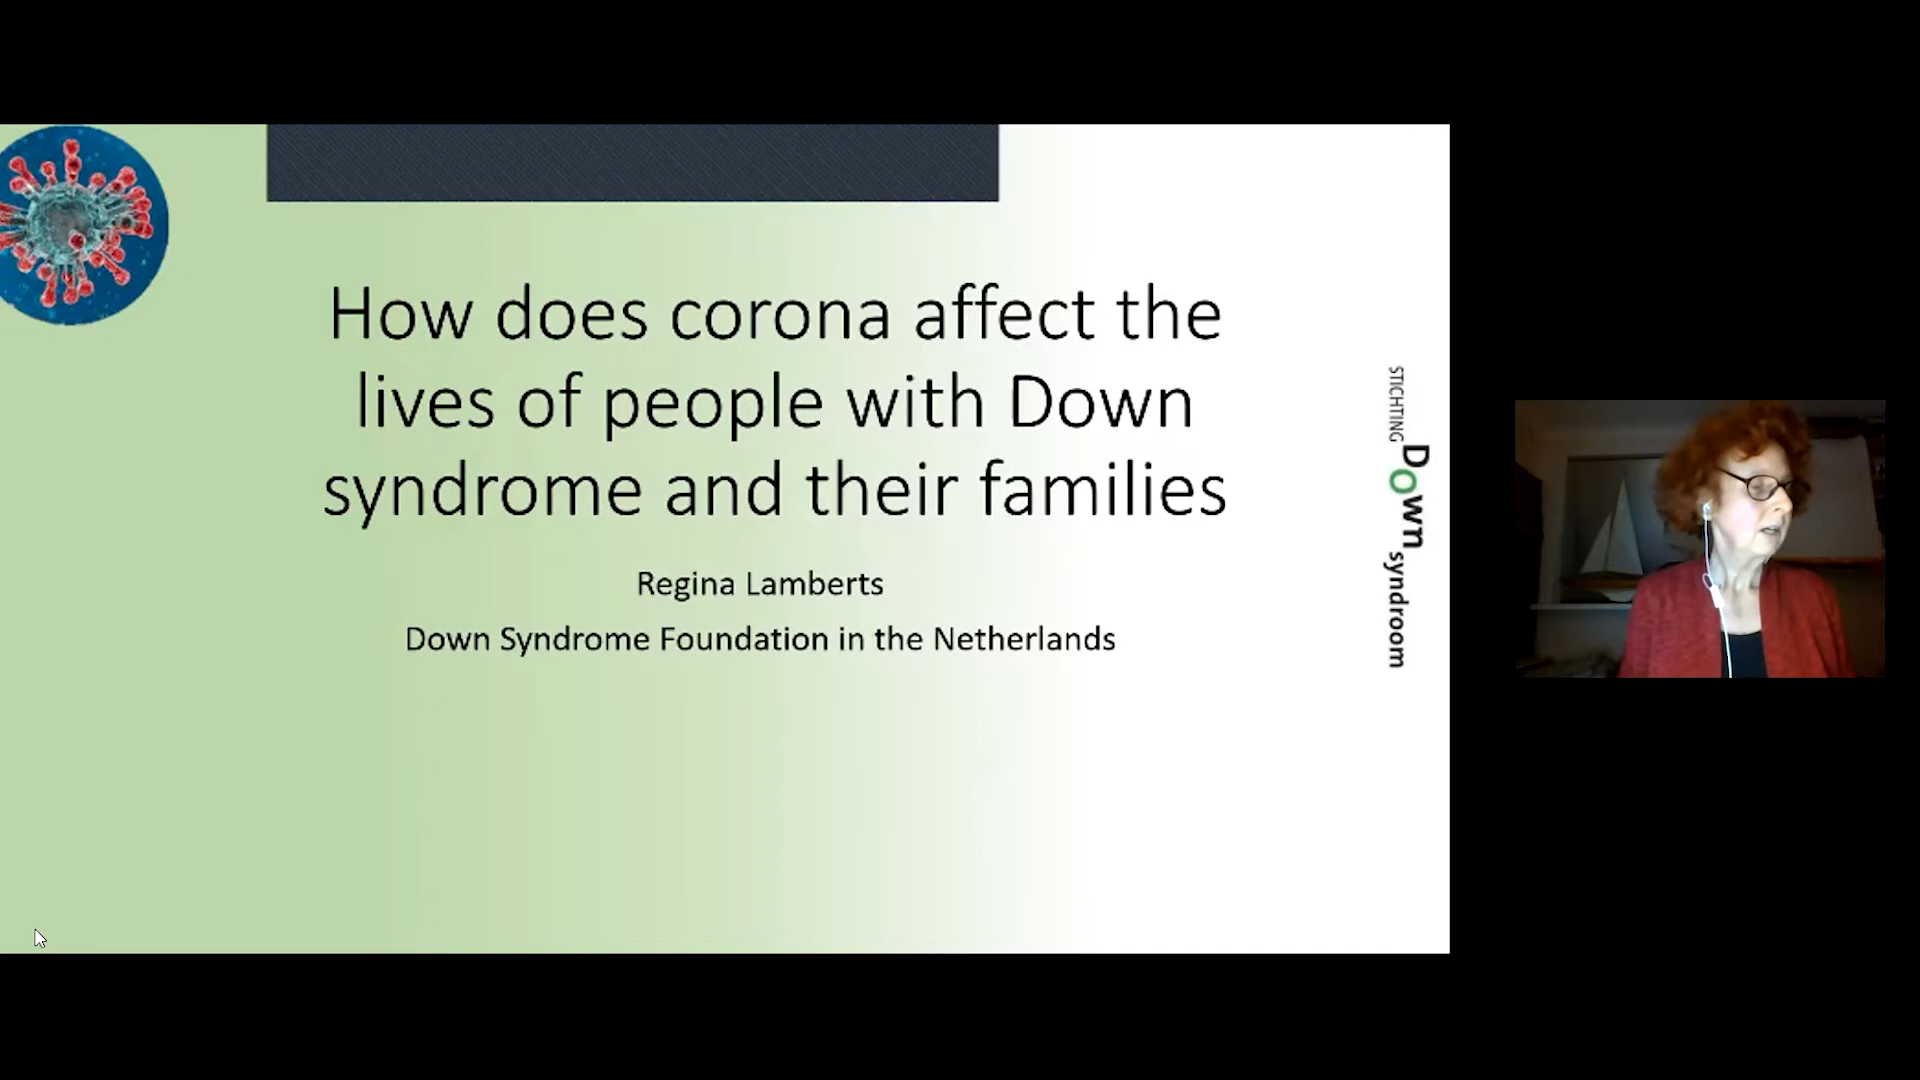 How does corona affect the
lives of people with Down
syndrome and their families
Regina Lamberts
Down Syndrome Foundation in the Netherlands
STICHTING
Down
syndroom